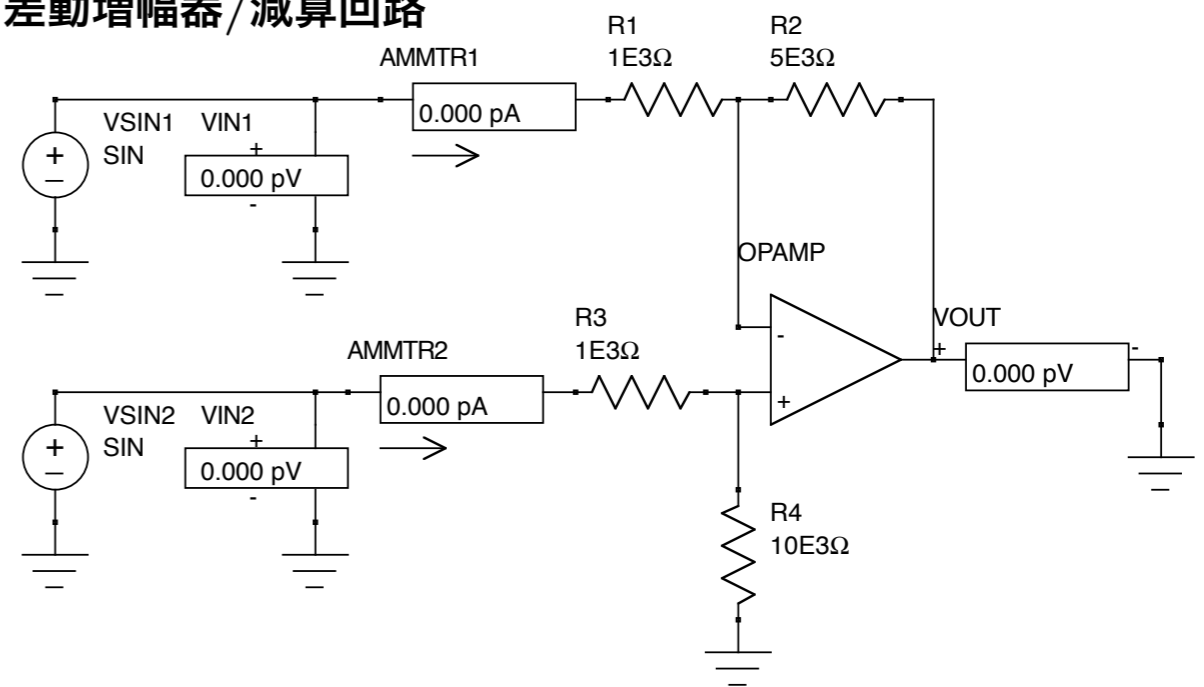 差動増幅器/減算回路
R1
1E3Ω
R2
5E3Ω
AMMTR1
0.000 pA
VSIN1
SIN
VIN1
+
0.000 pV
-
+
−
OPAMP
-
+
VOUT
+
-
0.000 pV
R3
1E3Ω
AMMTR2
0.000 pA
VSIN2
SIN
VIN2
+
0.000 pV
-
+
−
R4
10E3Ω